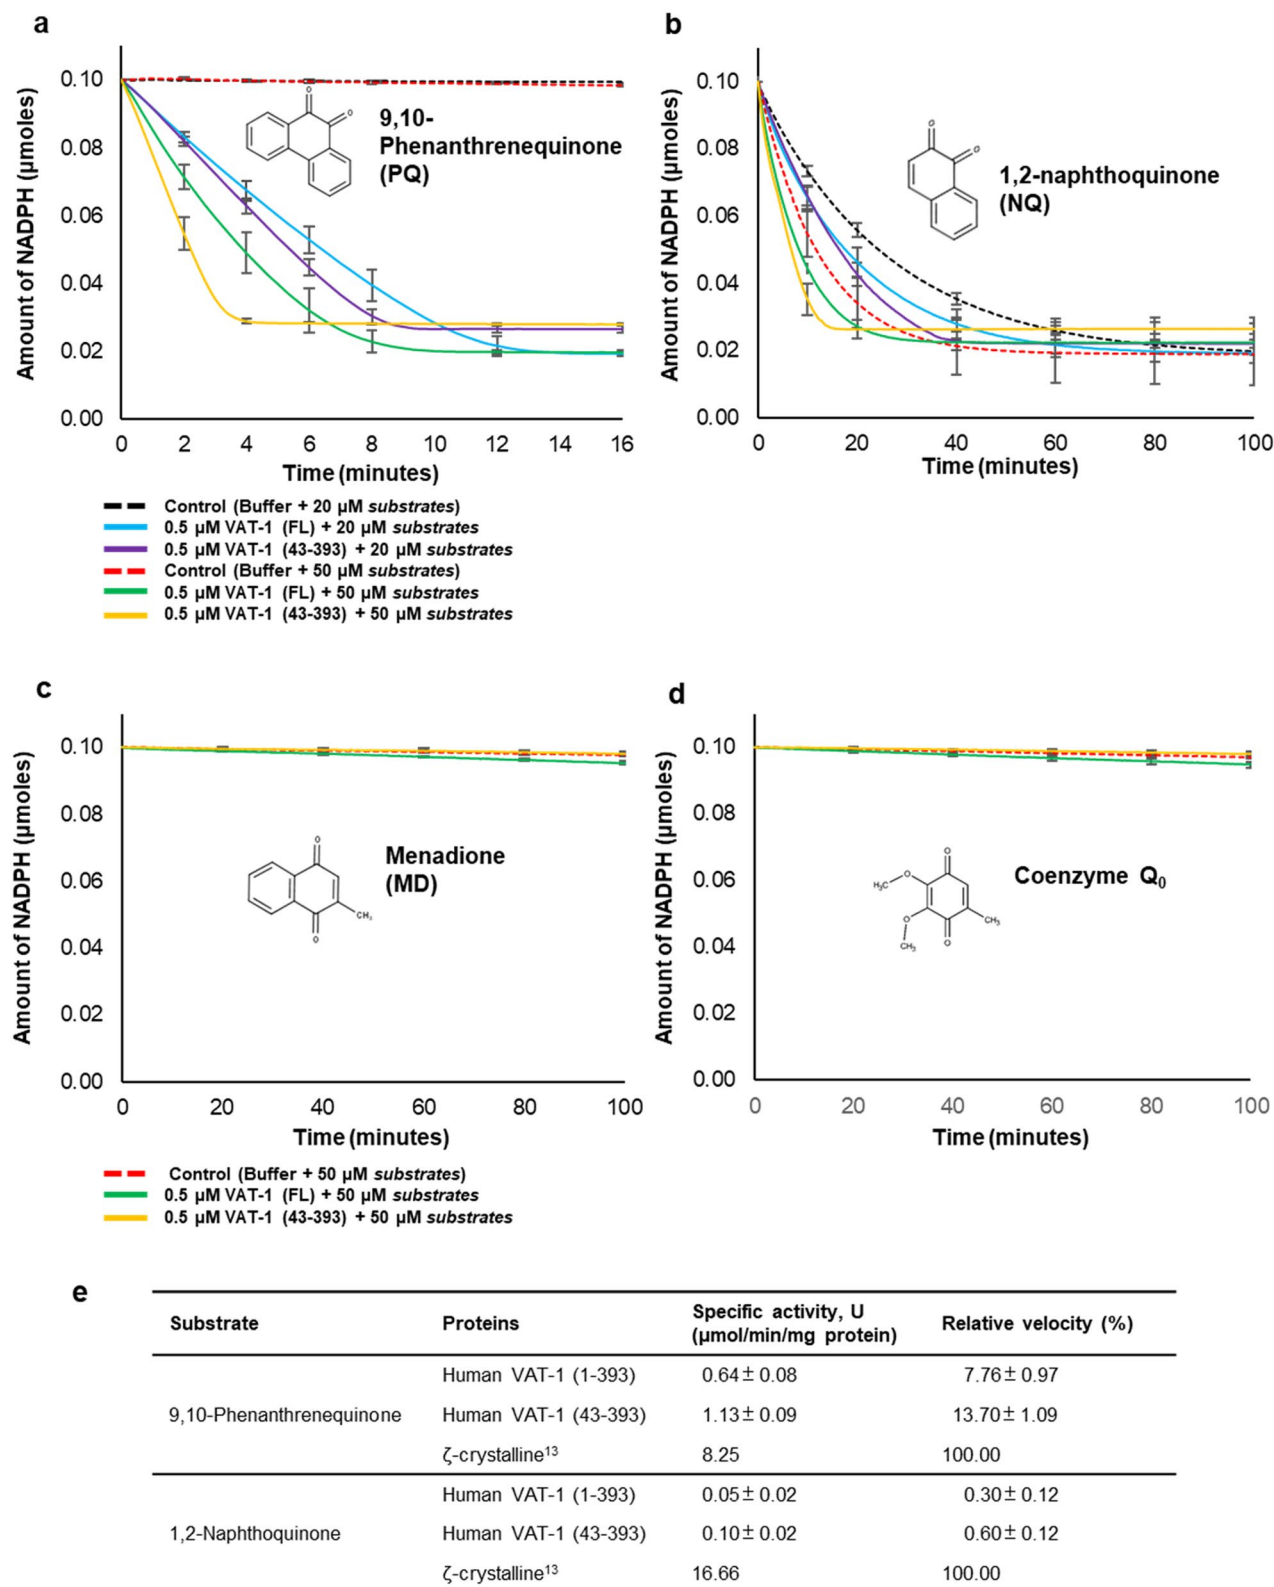 a
Amount of NADPH (µmoles)
0.10
0.08
0.06
0.04
0.02
0.00
O
O
9,10-
Phenanthrenequinone
(PQ)
0 2 4 6 8 10 12 14 16
Time (minutes)
b
Amount of NADPH (µmoles)
0.10
0.08
0.06
0.04
0.02
0.00
O
O
1,2-naphthoquinone
(NQ)
0 20 40 60 80 100
Time (minutes)
Control (Buffer + 20 µM substrates)
0.5 µM VAT-1 (FL) + 20 µM substrates
0.5 µM VAT-1 (43-393) + 20 µM substrates
Control (Buffer + 50 µM substrates)
0.5 µM VAT-1 (FL) + 50 µM substrates
0.5 µM VAT-1 (43-393) + 50 µM substrates
c
Amount of NADPH (µmoles)
0.10
0.08
0.06
0.04
0.02
0.00
O
CH₃
O
Menadione
(MD)
0 20 40 60 80 100
Time (minutes)
d
Amount of NADPH (µmoles)
0.10
0.08
0.06
0.04
0.02
0.00
O
H₃C O
O CH₃
CH₃ O
Coenzyme Q₀
0 20 40 60 80 100
Time (minutes)
Control (Buffer + 50 µM substrates)
0.5 µM VAT-1 (FL) + 50 µM substrates
0.5 µM VAT-1 (43-393) + 50 µM substrates
e
Substrate Proteins Specific activity, U (µmol/min/mg protein) Relative velocity (%)
Human VAT-1 (1-393) 0.64± 0.08 7.76± 0.97
9,10-Phenanthrenequinone Human VAT-1 (43-393) 1.13± 0.09 13.70± 1.09
ζ-crystalline¹³ 8.25 100.00
Human VAT-1 (1-393) 0.05± 0.02 0.30± 0.12
1,2-Naphthoquinone Human VAT-1 (43-393) 0.10± 0.02 0.60± 0.12
ζ-crystalline¹³ 16.66 100.00